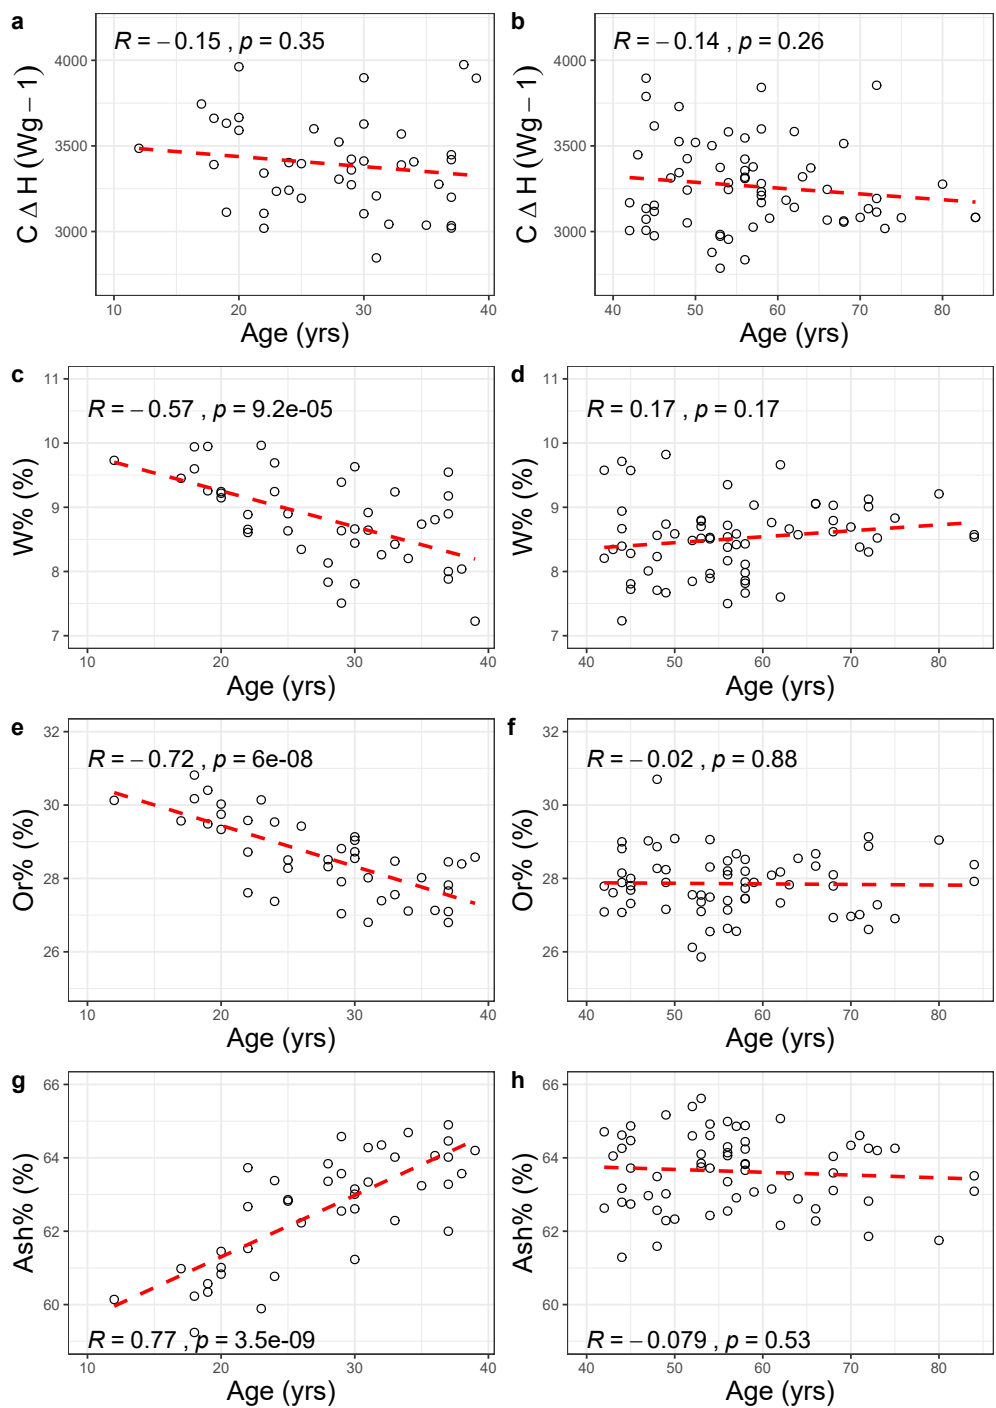 a
R = − 0.15 , p = 0.35
C Δ H (Wg − 1)
4000
3500
3000
10 20 30 40
Age (yrs)
b
R = − 0.14 , p = 0.26
C Δ H (Wg − 1)
4000
3500
3000
40 50 60 70 80
Age (yrs)
c
R = − 0.57 , p = 9.2e-05
W% (%)
11
10
9
8
7
10 20 30 40
Age (yrs)
d
R = 0.17 , p = 0.17
W% (%)
11
10
9
8
7
40 50 60 70 80
Age (yrs)
e
R = − 0.72 , p = 6e-08
Or% (%)
32
30
28
26
10 20 30 40
Age (yrs)
f
R = − 0.02 , p = 0.88
Or% (%)
32
30
28
26
40 50 60 70 80
Age (yrs)
g
Ash% (%)
66
64
62
60
R = 0.77 , p = 3.5e-09
10 20 30 40
Age (yrs)
h
Ash% (%)
66
64
62
60
R = − 0.079 , p = 0.53
40 50 60 70 80
Age (yrs)